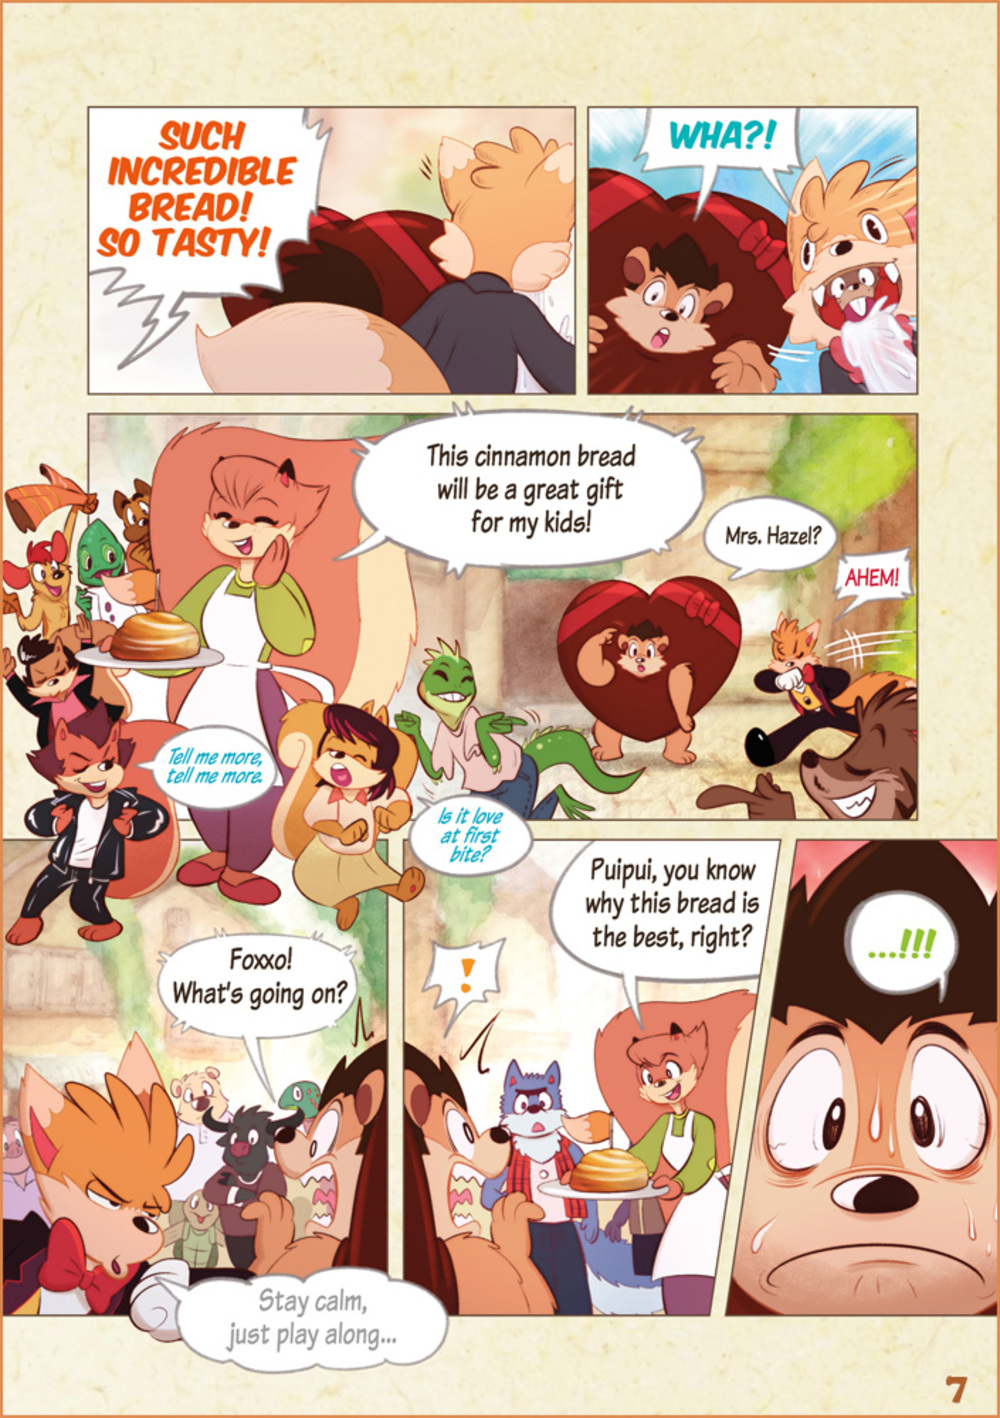 SUCH
INCREDIBLE
BREAD!
SO TASTY!
WHA?!
This cinnamon bread
will be a great gift
for my kids!
Mrs. Hazel?
AHEM!
Tell me more,
tell me more.
Is it love
at first
bite?
Foxxo!
What's going on?
Stay calm,
just play along...
!
Puipui, you know
why this bread is
the best, right?
...!!!
7